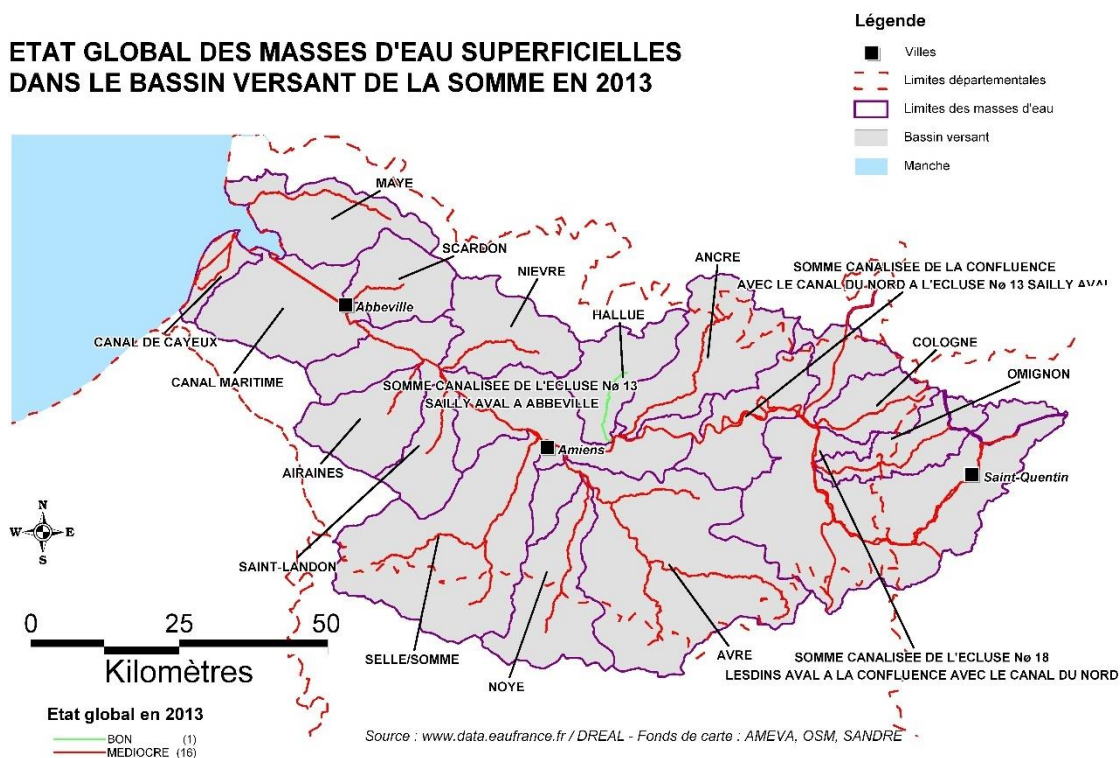 ETAT GLOBAL DES MASSES D'EAU SUPERFICIELLES
DANS LE BASSIN VERSANT DE LA SOMME EN 2013
Légende
Villes
Limites départementales
Limites des masses d'eau
Bassin versant
Manche
MAYE
SCARDON
NIEVRE
ANCRE
HALLUE
SOMME CANALISEE DE LA CONFLUENCE
AVEC LE CANAL DU NORD A L'ECLUSE Nø 13 SAILLY AVAL
Abbeville
CANAL DE CAYEUX
COLOGNE
OMIGNON
CANAL MARITIME
SOMME CANALISEE DE L'ECLUSE Nø 13
SAILLY AVAL A ABBEVILLE
Amiens
Saint-Quentin
AIRAINES
N
W E
S
SAINT-LANDON
0 25 50
Kilomètres
SELLE/SOMME
NOYE
AVRE
SOMME CANALISEE DE L'ECLUSE Nø 18
LESDINS AVAL A LA CONFLUENCE AVEC LE CANAL DU NORD
Etat global en 2013
BON (1)
MEDIOCRE (16)
Source : www.data.eaufrance.fr / DREAL - Fonds de carte : AMEVA, OSM, SANDRE